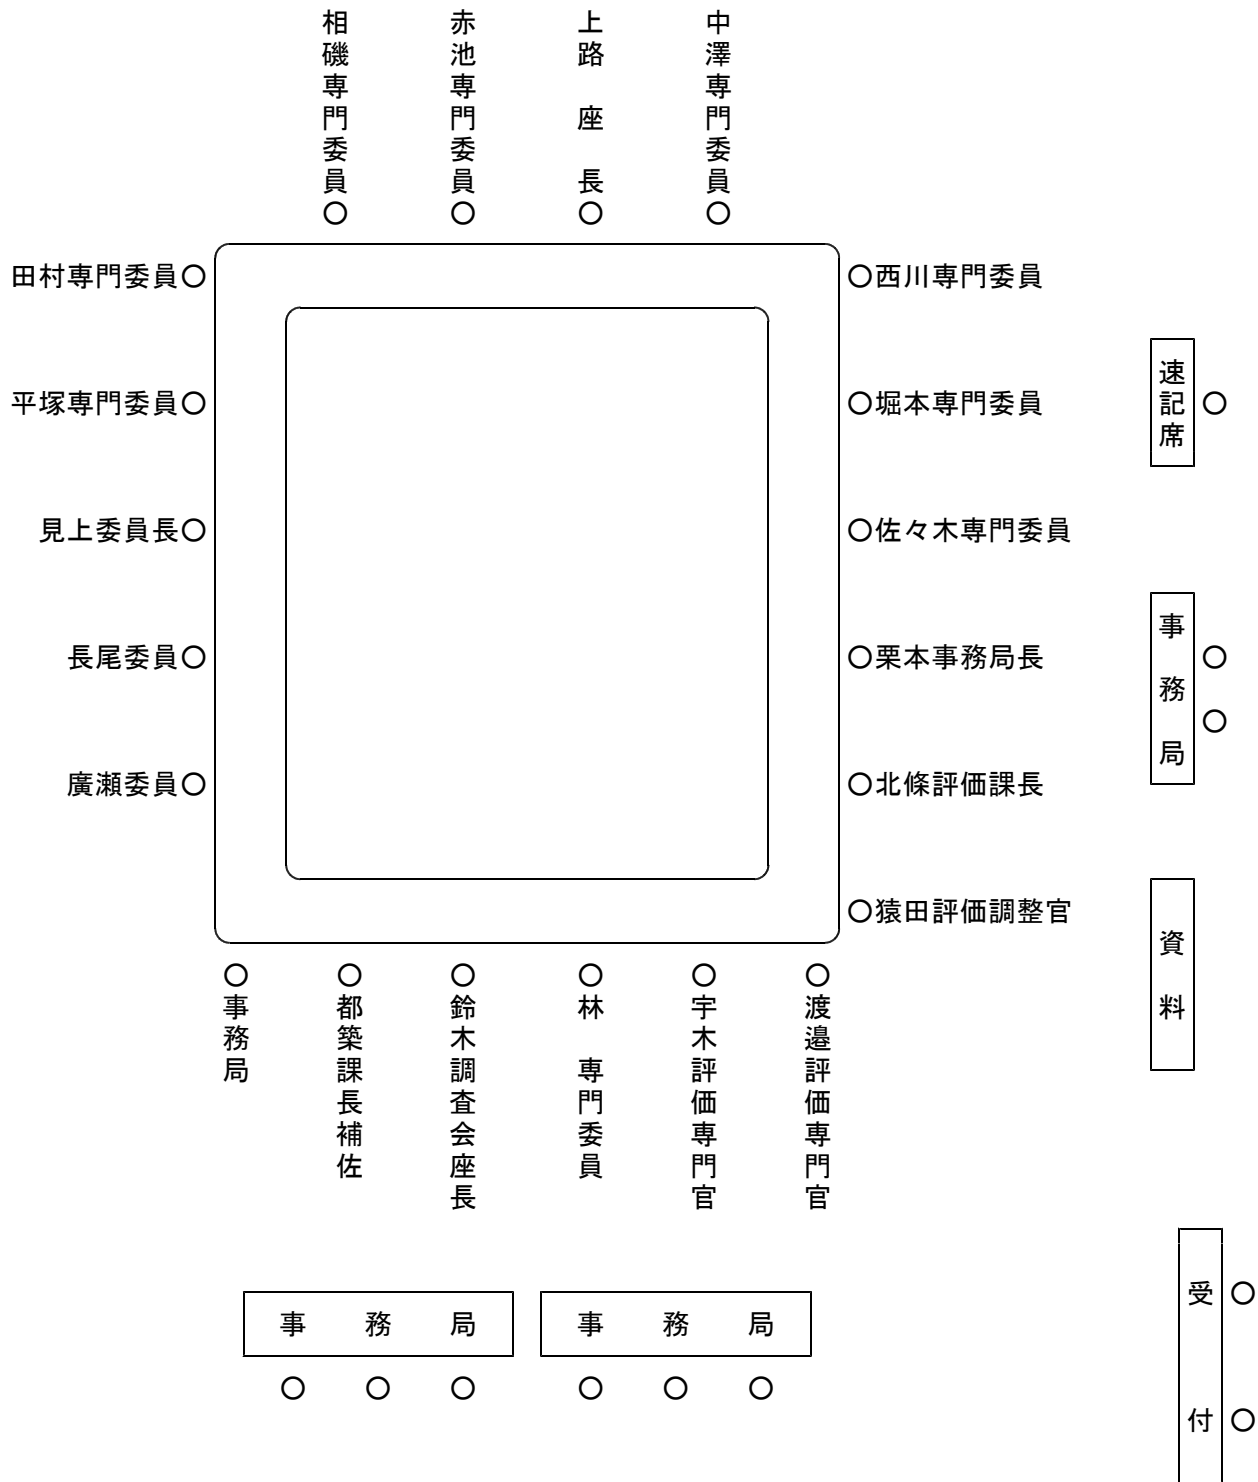 相磯専門委員○
赤池専門委員○
上路　座　長○
中澤専門委員○
田村専門委員○
○西川専門委員
平塚専門委員○
○堀本専門委員
速記席
○
見上委員長○
○佐々木専門委員
長尾委員○
○栗本事務局長
事務局
○
○
廣瀬委員○
○北條評価課長
○猿田評価調整官
資料
○事務局
○都築課長補佐
○鈴木調査会座長
○林　専門委員
○宇木評価専門官
○渡邉評価専門官
事　務　局
○　○　○
事　務　局
○　○　○
受付
○
○